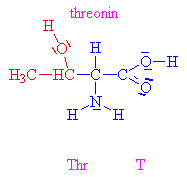 threonin
H
O H
H3C HC C C O H
O
H N H
Thr T